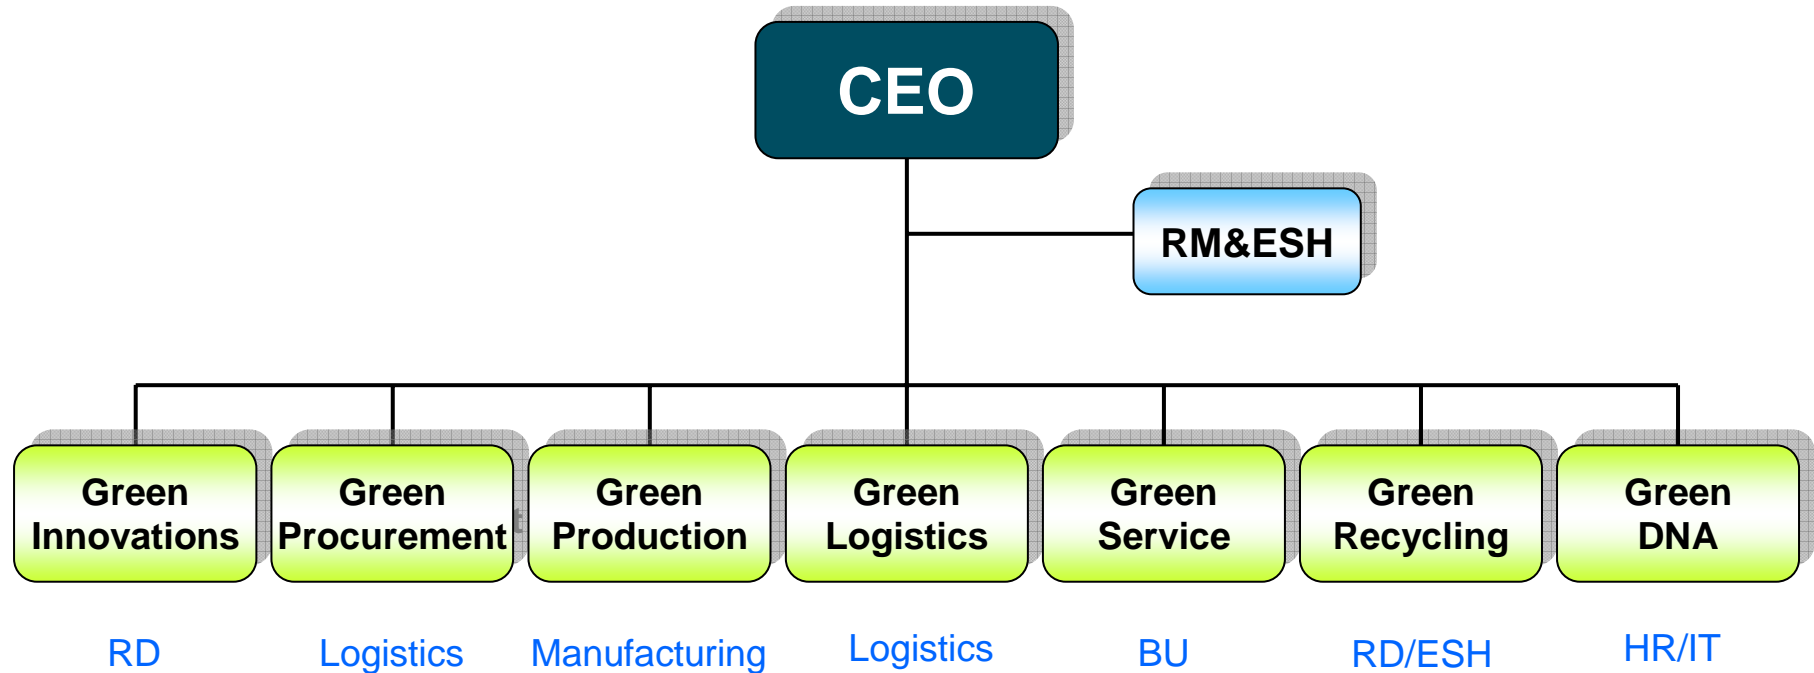 CEO
RM&ESH
Green
Innovations
Green
Procurement
Green
Production
Green
Logistics
Green
Service
Green
Recycling
Green
DNA
RD
Logistics
Manufacturing
Logistics
BU
RD/ESH
HR/IT